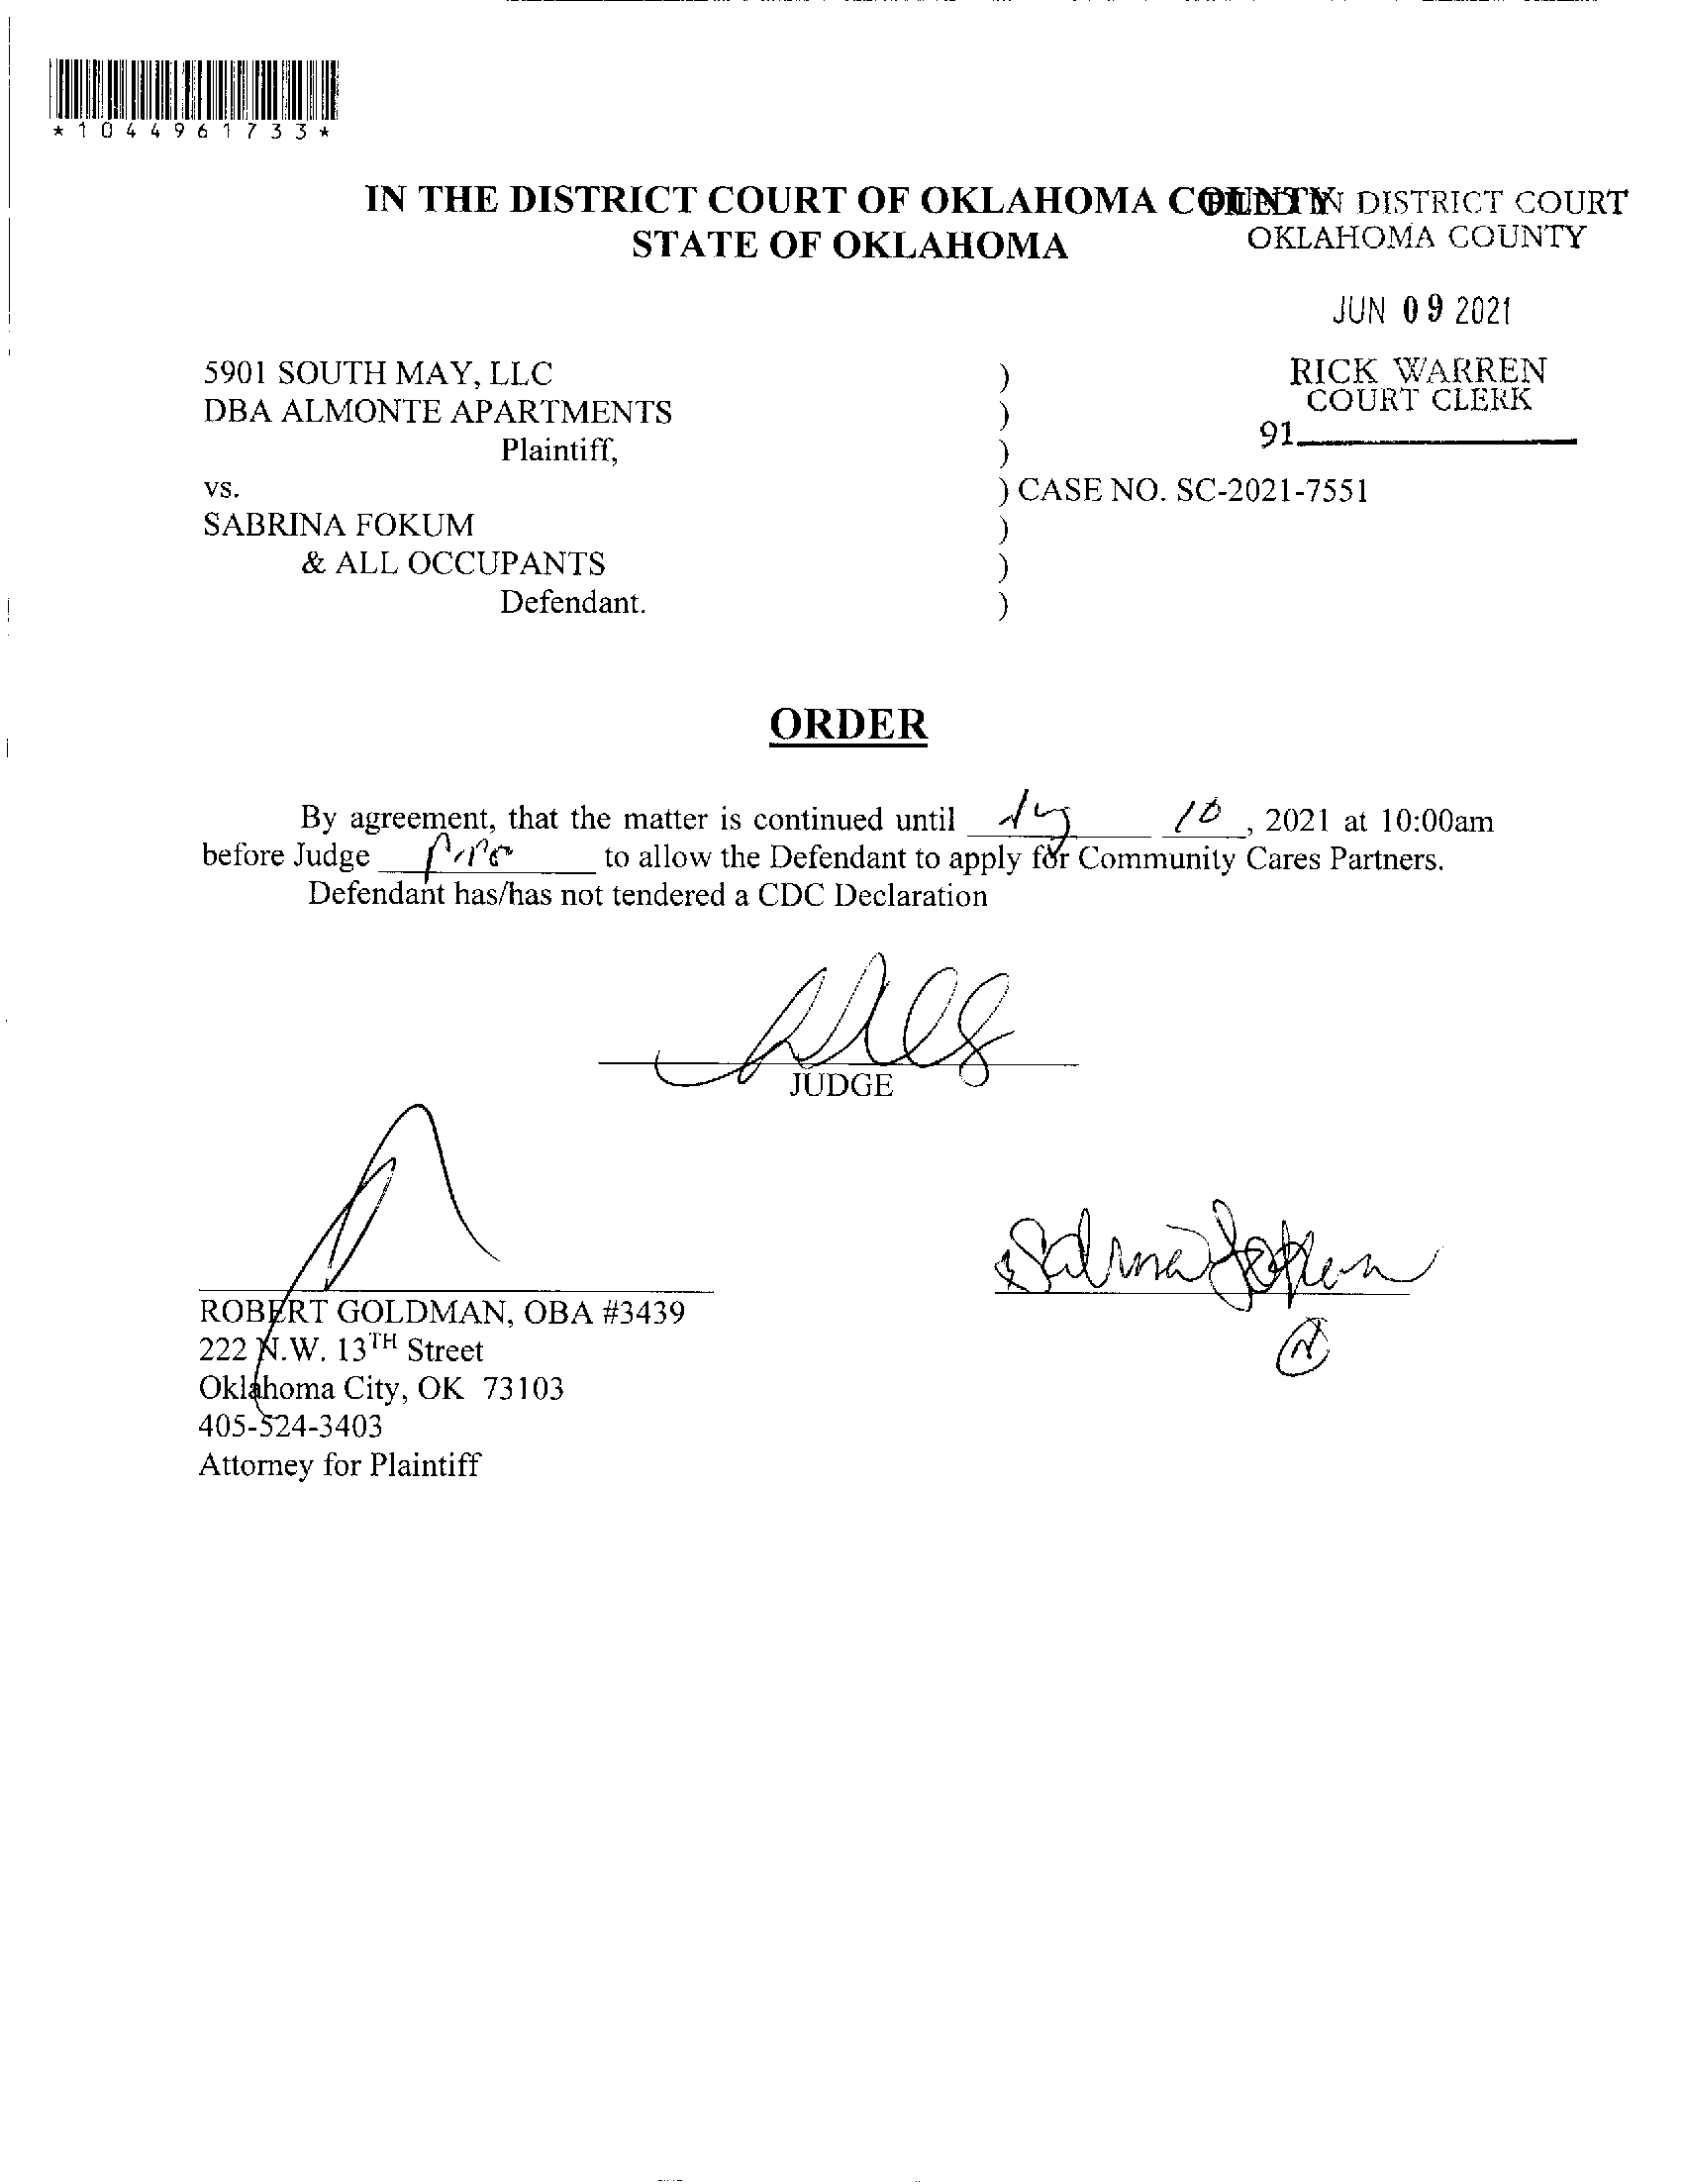 *1044961733*
IN THE DISTRICT COURT OF OKLAHOMA COUNTY
STATE OF OKLAHOMA
FILED IN DISTRICT COURT
OKLAHOMA COUNTY
JUN 09 2021
RICK WARREN
COURT CLERK
91
5901 SOUTH MAY, LLC )
DBA ALMONTE APARTMENTS )
Plaintiff, )
vs. ) CASE NO. SC-2021-7551
SABRINA FOKUM )
& ALL OCCUPANTS )
Defendant. )
ORDER
By agreement, that the matter is continued until 10, 2021 at 10:00am
before Judge to allow the Defendant to apply for Community Cares Partners.
Defendant has/has not tendered a CDC Declaration
JUDGE
Sabrina Fokum
ROBERT GOLDMAN, OBA #3439
222 N.W. 13TH Street
Oklahoma City, OK 73103
405-524-3403
Attorney for Plaintiff